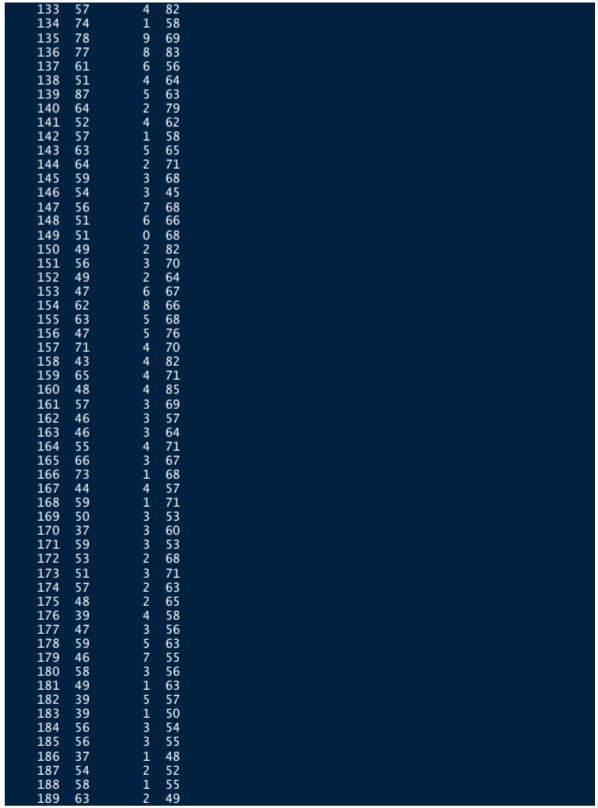 133 57 4 82
134 74 1 58
135 78 9 69
136 77 8 83
137 61 6 56
138 51 4 64
139 87 5 63
140 64 2 79
141 52 4 62
142 57 1 58
143 63 5 65
144 64 2 71
145 59 3 68
146 54 3 45
147 56 7 68
148 51 6 66
149 51 0 68
150 49 2 82
151 56 3 70
152 49 2 64
153 47 6 67
154 62 8 66
155 63 5 68
156 47 5 76
157 71 4 70
158 43 4 82
159 65 4 71
160 48 4 85
161 57 3 69
162 46 3 57
163 46 3 64
164 55 4 71
165 66 3 67
166 73 1 68
167 44 4 57
168 59 1 71
169 50 3 53
170 37 3 60
171 59 3 53
172 53 2 68
173 51 3 71
174 57 2 63
175 48 2 65
176 39 4 58
177 47 3 56
178 59 5 63
179 46 7 55
180 58 3 56
181 49 1 63
182 39 5 57
183 39 1 50
184 56 3 54
185 56 3 55
186 37 1 48
187 54 2 52
188 58 1 55
189 63 2 49